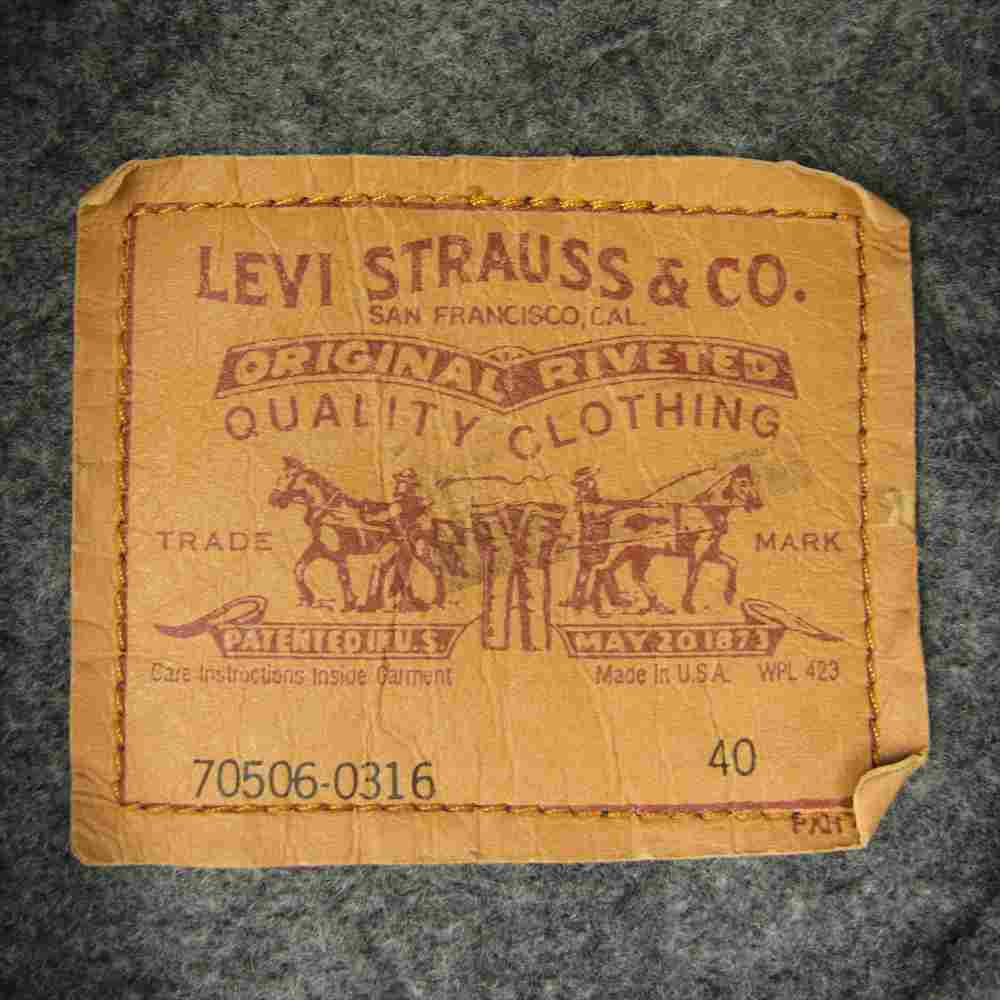 LEVI STRAUSS & CO.
SAN FRANCISCO, CAL.
ORIGINAL RIVETED
QUALITY CLOTHING
TRADE MARK
PATENTED IN U.S. MAY 20 1873
Care Instructions Inside Garment Made in U.S.A. WPL 423
70506-0316 40